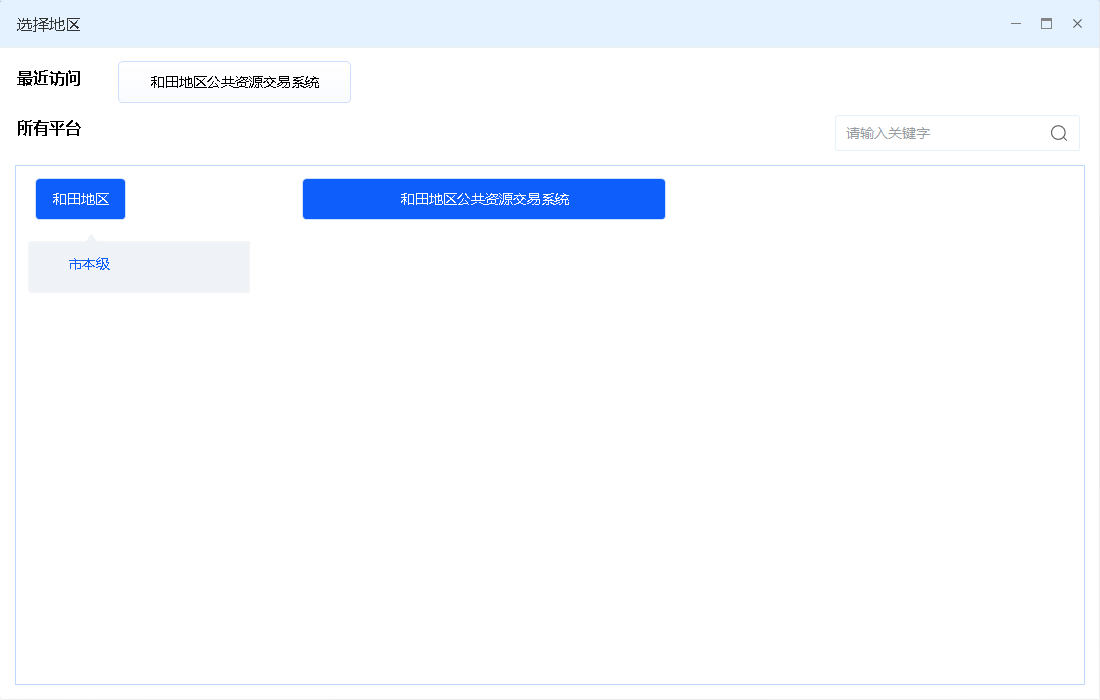 选择地区
最近访问
和田地区公共资源交易系统
所有平台
请输入关键字
和田地区
和田地区公共资源交易系统
市本级